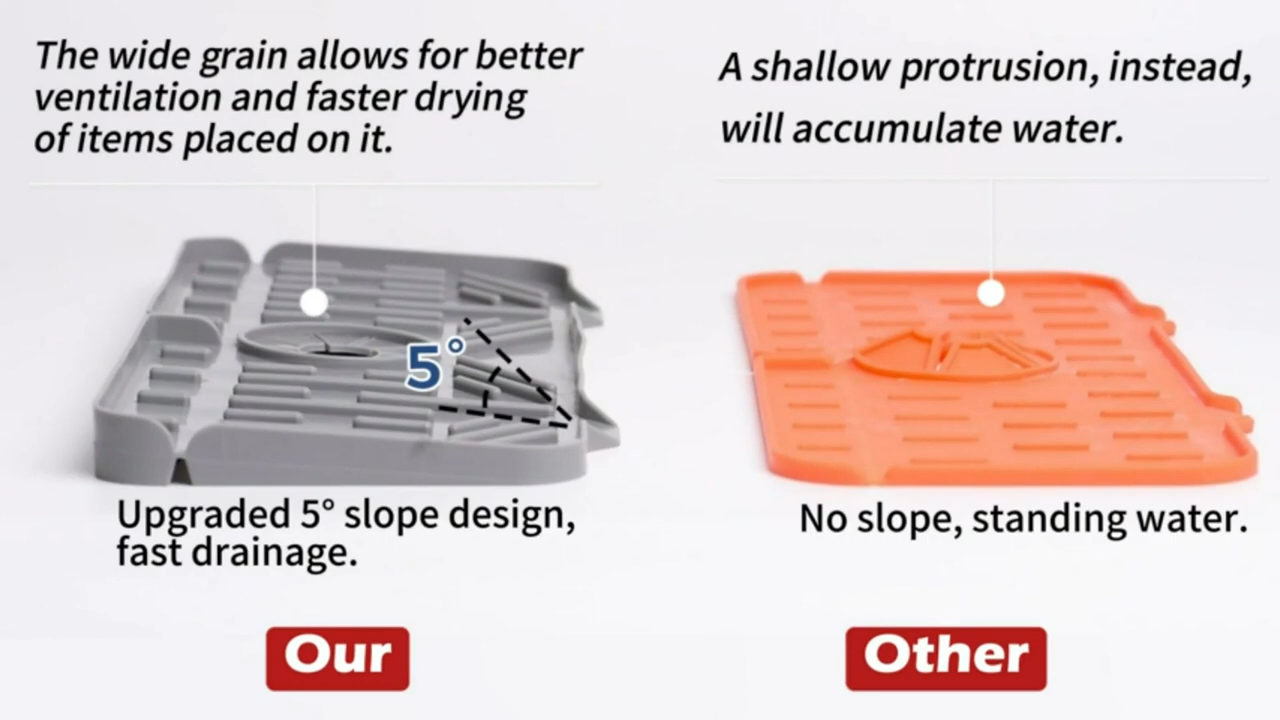 The wide grain allows for better
ventilation and faster drying
of items placed on it.
A shallow protrusion, instead,
will accumulate water.
5°
Upgraded 5° slope design,
fast drainage.
No slope, standing water.
Our
Other